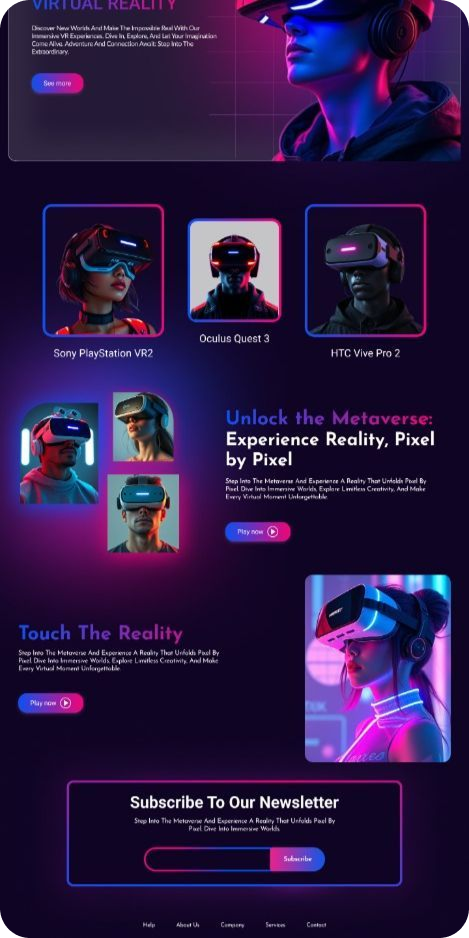 VIRTUAL REALITY
Discover New Worlds And Make The Impossible Real With Our
Immersive VR Experiences. Dive In, Explore, And Let Your Imagination
Come Alive. Adventure And Connection Await: Step Into The
Extraordinary.
See more
Sony PlayStation VR2
Oculus Quest 3
HTC Vive Pro 2
Unlock the Metaverse:
Experience Reality, Pixel
by Pixel
Step Into The Metaverse And Experience A Reality That Unfolds Pixel By
Pixel. Dive Into Immersive Worlds, Explore Limitless Creativity, And Make
Every Virtual Moment Unforgettable.
Play now
Touch The Reality
Step Into The Metaverse And Experience A Reality That Unfolds Pixel By
Pixel. Dive Into Immersive Worlds, Explore Limitless Creativity, And Make
Every Virtual Moment Unforgettable.
Play now
Subscribe To Our Newsletter
Step Into The Metaverse And Experience A Reality That Unfolds Pixel By
Pixel. Dive Into Immersive Worlds.
Subscribe
Help
About Us
Company
Services
Contact